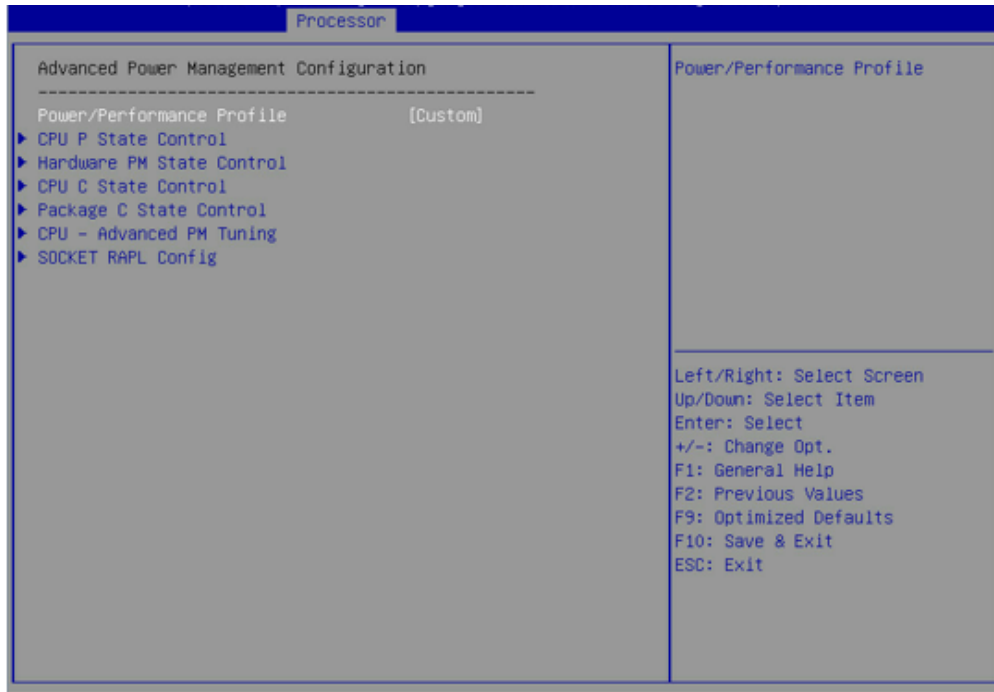 Processor
Advanced Power Management Configuration
--------------------------------------------------
Power/Performance Profile [Custom]
CPU P State Control
Hardware PM State Control
CPU C State Control
Package C State Control
CPU - Advanced PM Tuning
SOCKET RAPL Config
Power/Performance Profile
Left/Right: Select Screen
Up/Down: Select Item
Enter: Select
+/-: Change Opt.
F1: General Help
F2: Previous Values
F9: Optimized Defaults
F10: Save & Exit
ESC: Exit